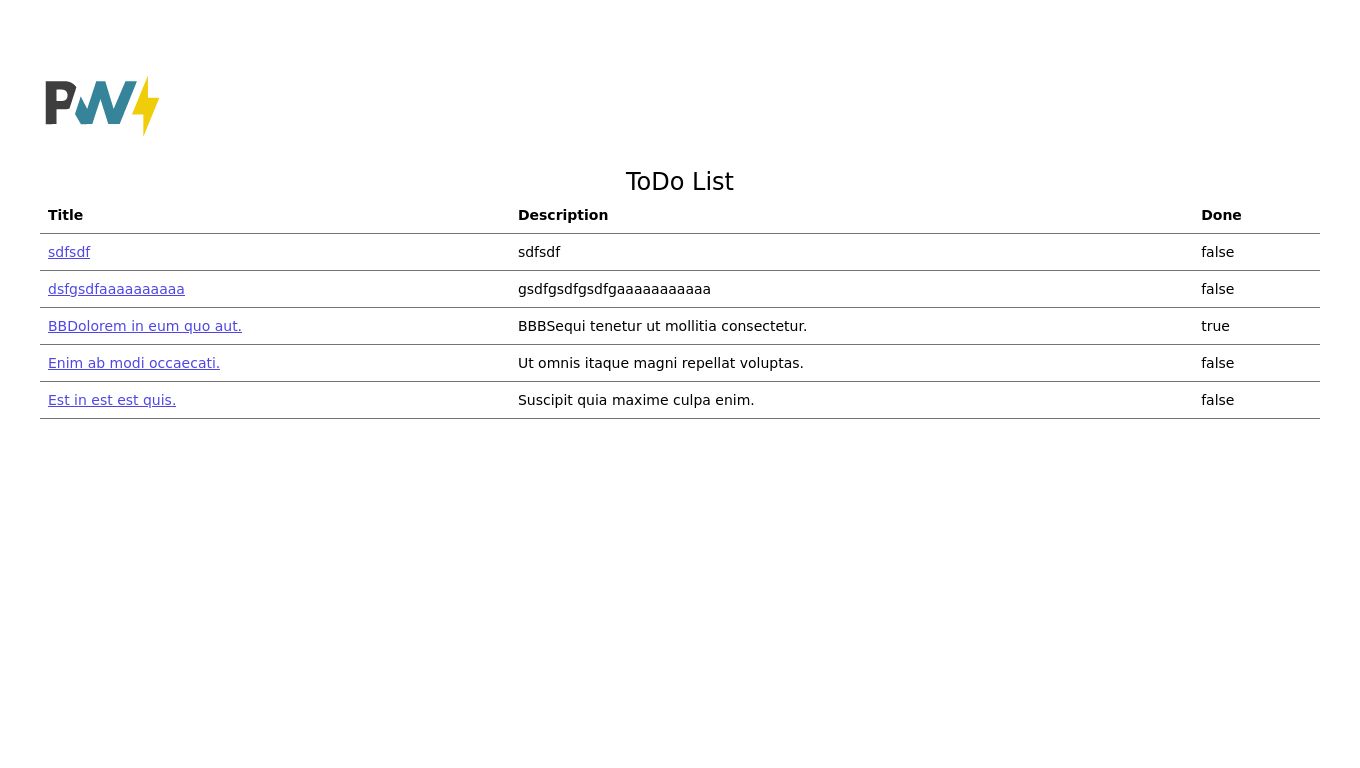 PW
ToDo List
Title Description Done
sdfsdf sdfsdf false
dsfgsdfaaaaaaaaaa gsdfgsdfgsdfgaaaaaaaaaaa false
BBDolorem in eum quo aut. BBBSequi tenetur ut mollitia consectetur. true
Enim ab modi occaecati. Ut omnis itaque magni repellat voluptas. false
Est in est est quis. Suscipit quia maxime culpa enim. false